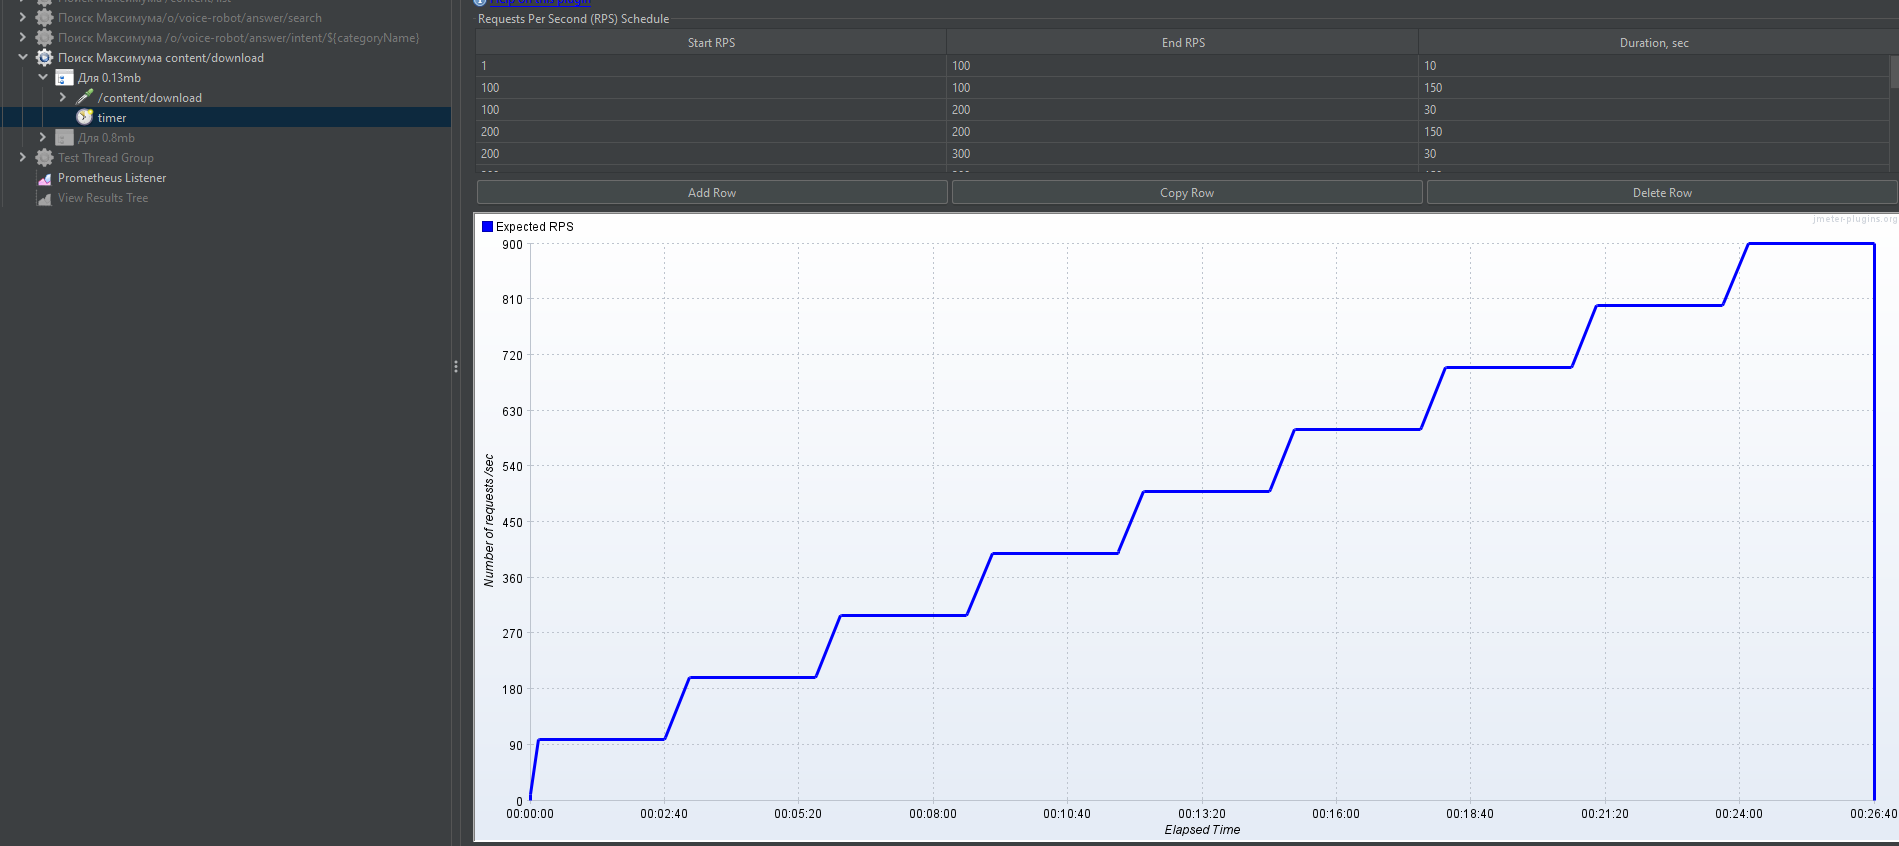 Help on this plugin
Поиск Максимума/o/voice-robot/answer/search
Поиск Максимума /o/voice-robot/answer/intent/${categoryName}
Поиск Максимума content/download
Для 0.13mb
/content/download
timer
Для 0.8mb
Test Thread Group
Prometheus Listener
View Results Tree
Requests Per Second (RPS) Schedule
Start RPS End RPS Duration, sec
1 100 10
100 100 150
100 200 30
200 200 150
200 300 30
Add Row Copy Row Delete Row
jmeter-plugins.org
Expected RPS
900
810
720
630
540
450
360
270
180
90
0
Number of requests /sec
00:00:00 00:02:40 00:05:20 00:08:00 00:10:40 00:13:20 00:16:00 00:18:40 00:21:20 00:24:00 00:26:40
Elapsed Time